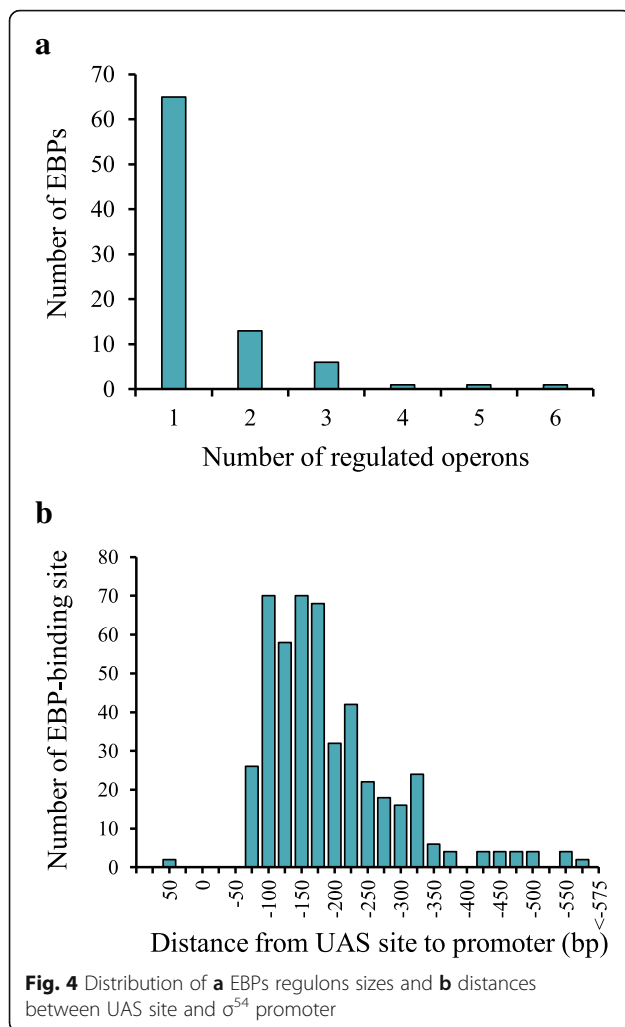 a
70
60
50
40
30
20
10
0
Number of EBPs
1 2 3 4 5 6
Number of regulated operons
b
80
70
60
50
40
30
20
10
0
Number of EBP-binding site
50 0 -50 -100 -150 -200 -250 -300 -350 -400 -450 -500 -550 <-575
Distance from UAS site to promoter (bp)
Fig. 4 Distribution of a EBPs regulons sizes and b distances
between UAS site and σ⁵⁴ promoter